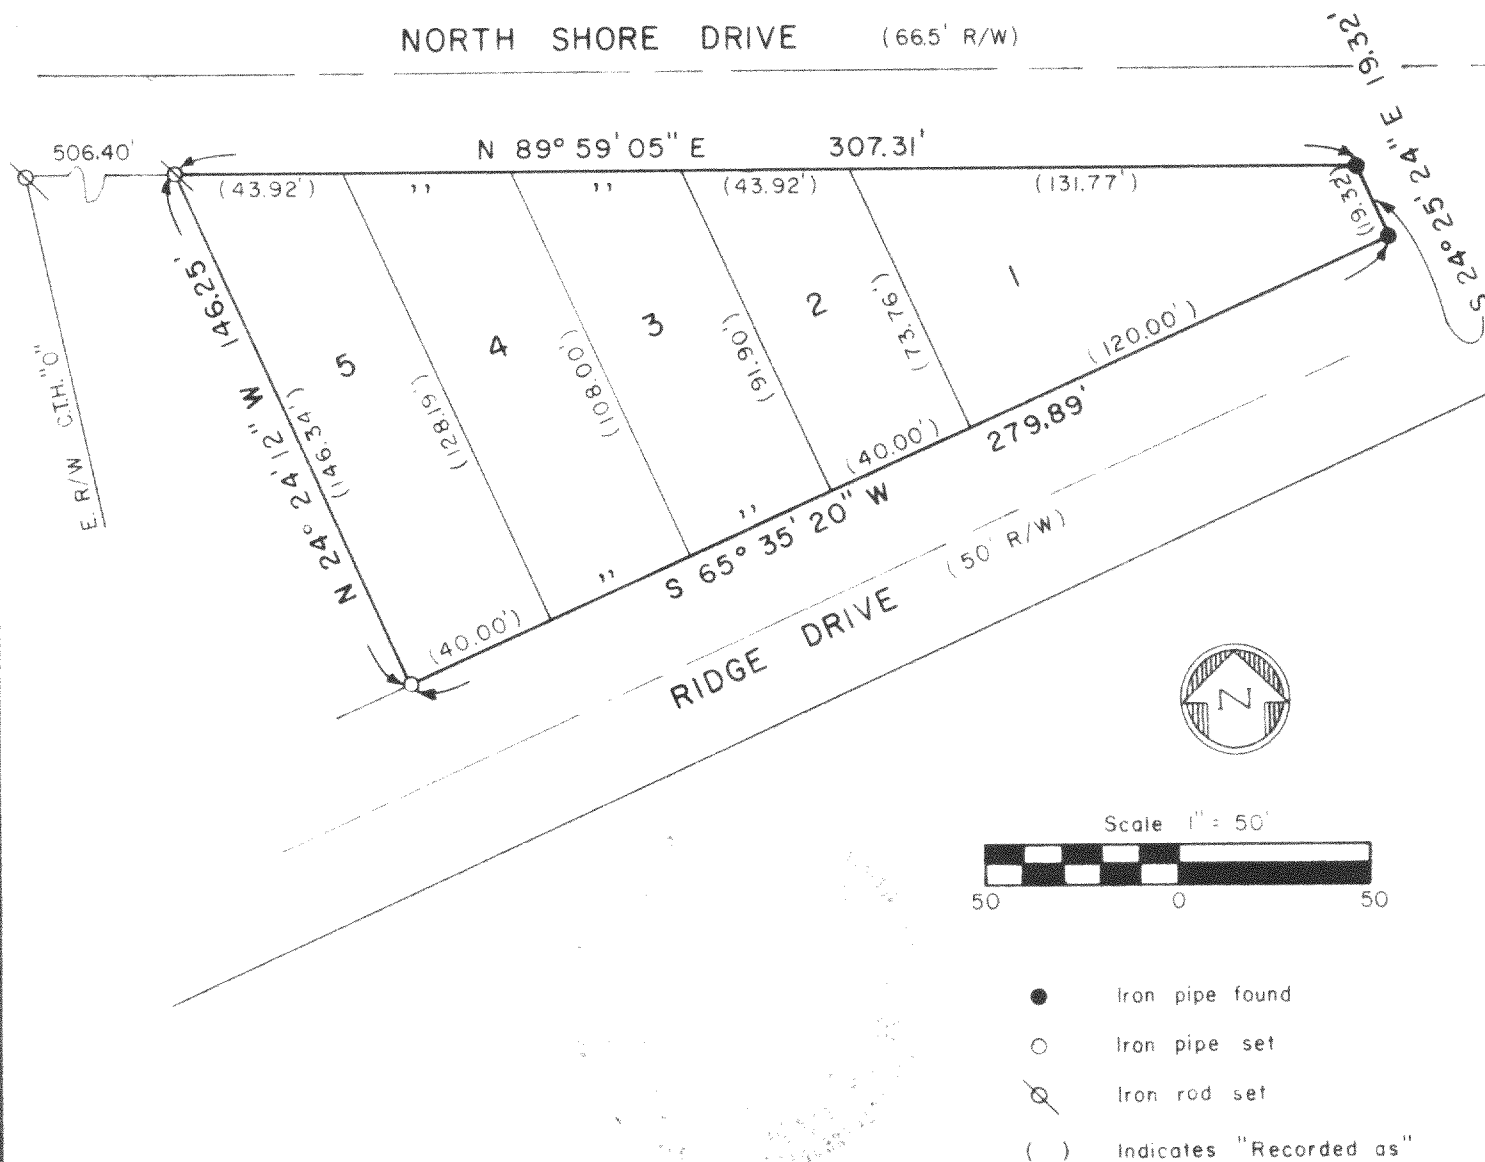 NORTH SHORE DRIVE (66.5' R/W)
S 24° 25' 24" E 19.32'
506.40'
N 89° 59' 05" E 307.31'
(43.92') ,, ,, (43.92') (131.77')
(19.32')
E. R/W C.T.H. "O"
N 24° 24' 12" W 146.25'
(146.34')
5
(128.19')
4
(108.00')
3
(91.90')
2
(73.76')
1
(40.00')
,,
,,
(40.00')
(120.00')
S 65° 35' 20" W 279.89'
RIDGE DRIVE (50' R/W)
N
Scale 1" = 50'
50 0 50
Iron pipe found
Iron pipe set
Iron rod set
( ) Indicates "Recorded as"